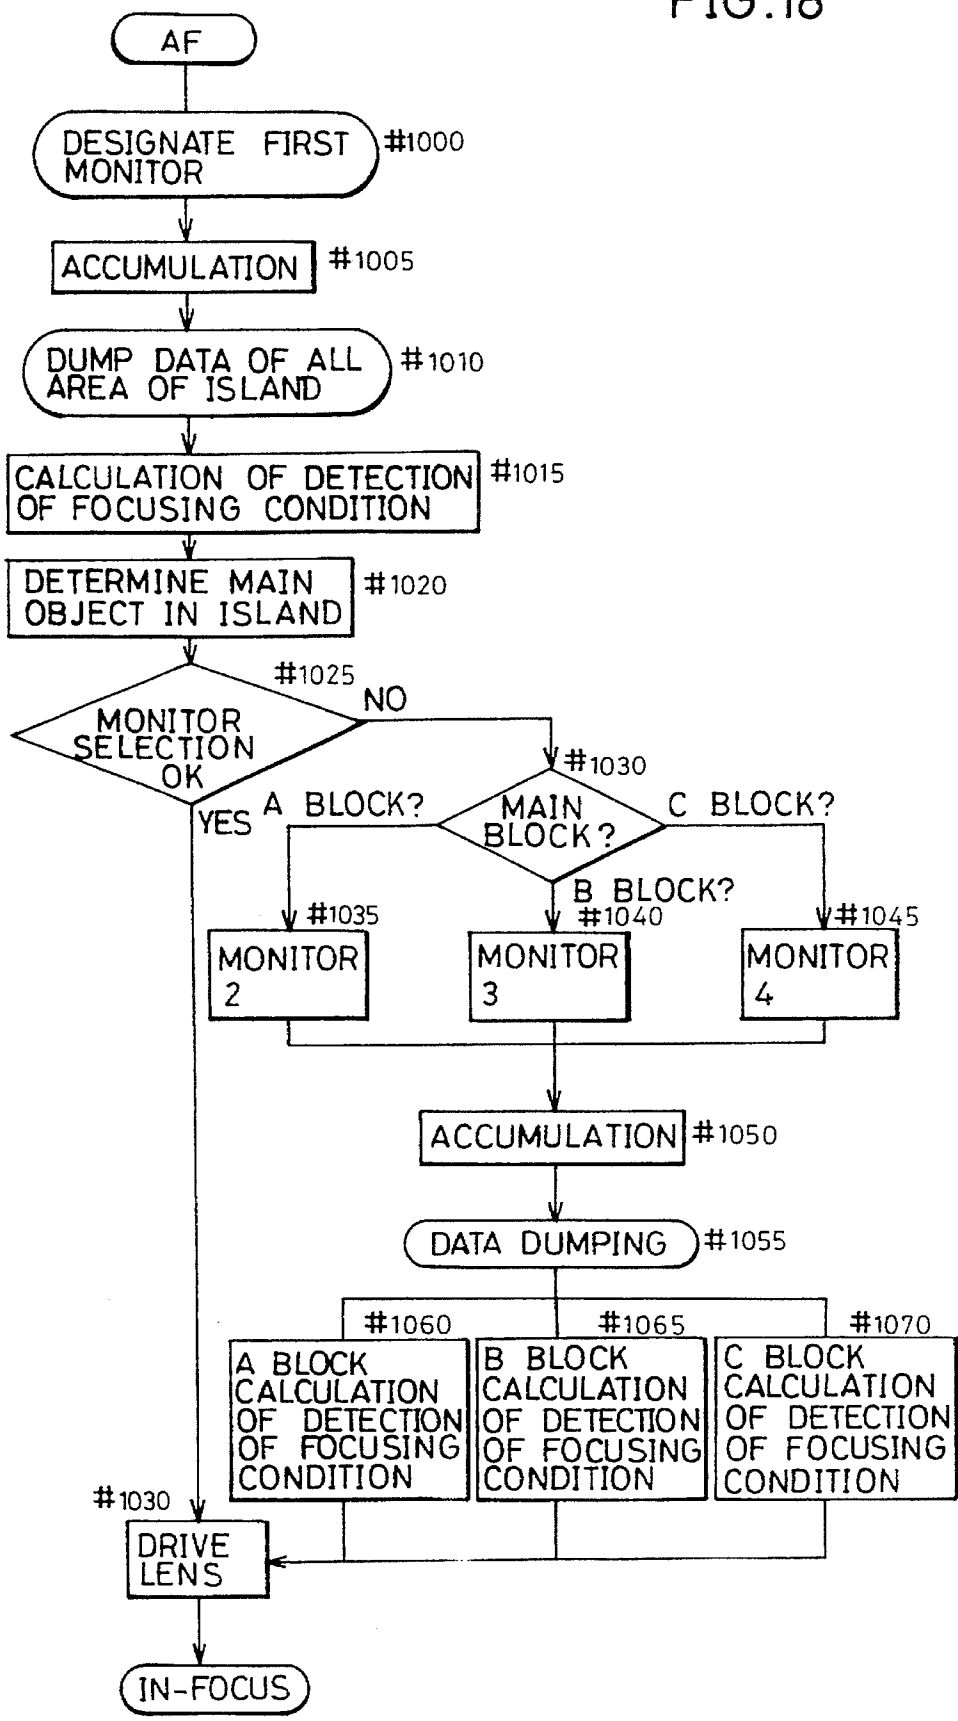 FIG.18
AF
DESIGNATE FIRST
MONITOR
#1000
ACCUMULATION
#1005
DUMP DATA OF ALL
AREA OF ISLAND
#1010
CALCULATION OF DETECTION
OF FOCUSING CONDITION
#1015
DETERMINE MAIN
OBJECT IN ISLAND
#1020
#1025
MONITOR
SELECTION
OK
NO
YES
#1030
MAIN
BLOCK?
A BLOCK?
B BLOCK?
C BLOCK?
#1035
MONITOR
2
#1040
MONITOR
3
#1045
MONITOR
4
ACCUMULATION
#1050
DATA DUMPING
#1055
#1060
A BLOCK
CALCULATION
OF DETECTION
OF FOCUSING
CONDITION
#1065
B BLOCK
CALCULATION
OF DETECTION
OF FOCUSING
CONDITION
#1070
C BLOCK
CALCULATION
OF DETECTION
OF FOCUSING
CONDITION
#1030
DRIVE
LENS
IN-FOCUS